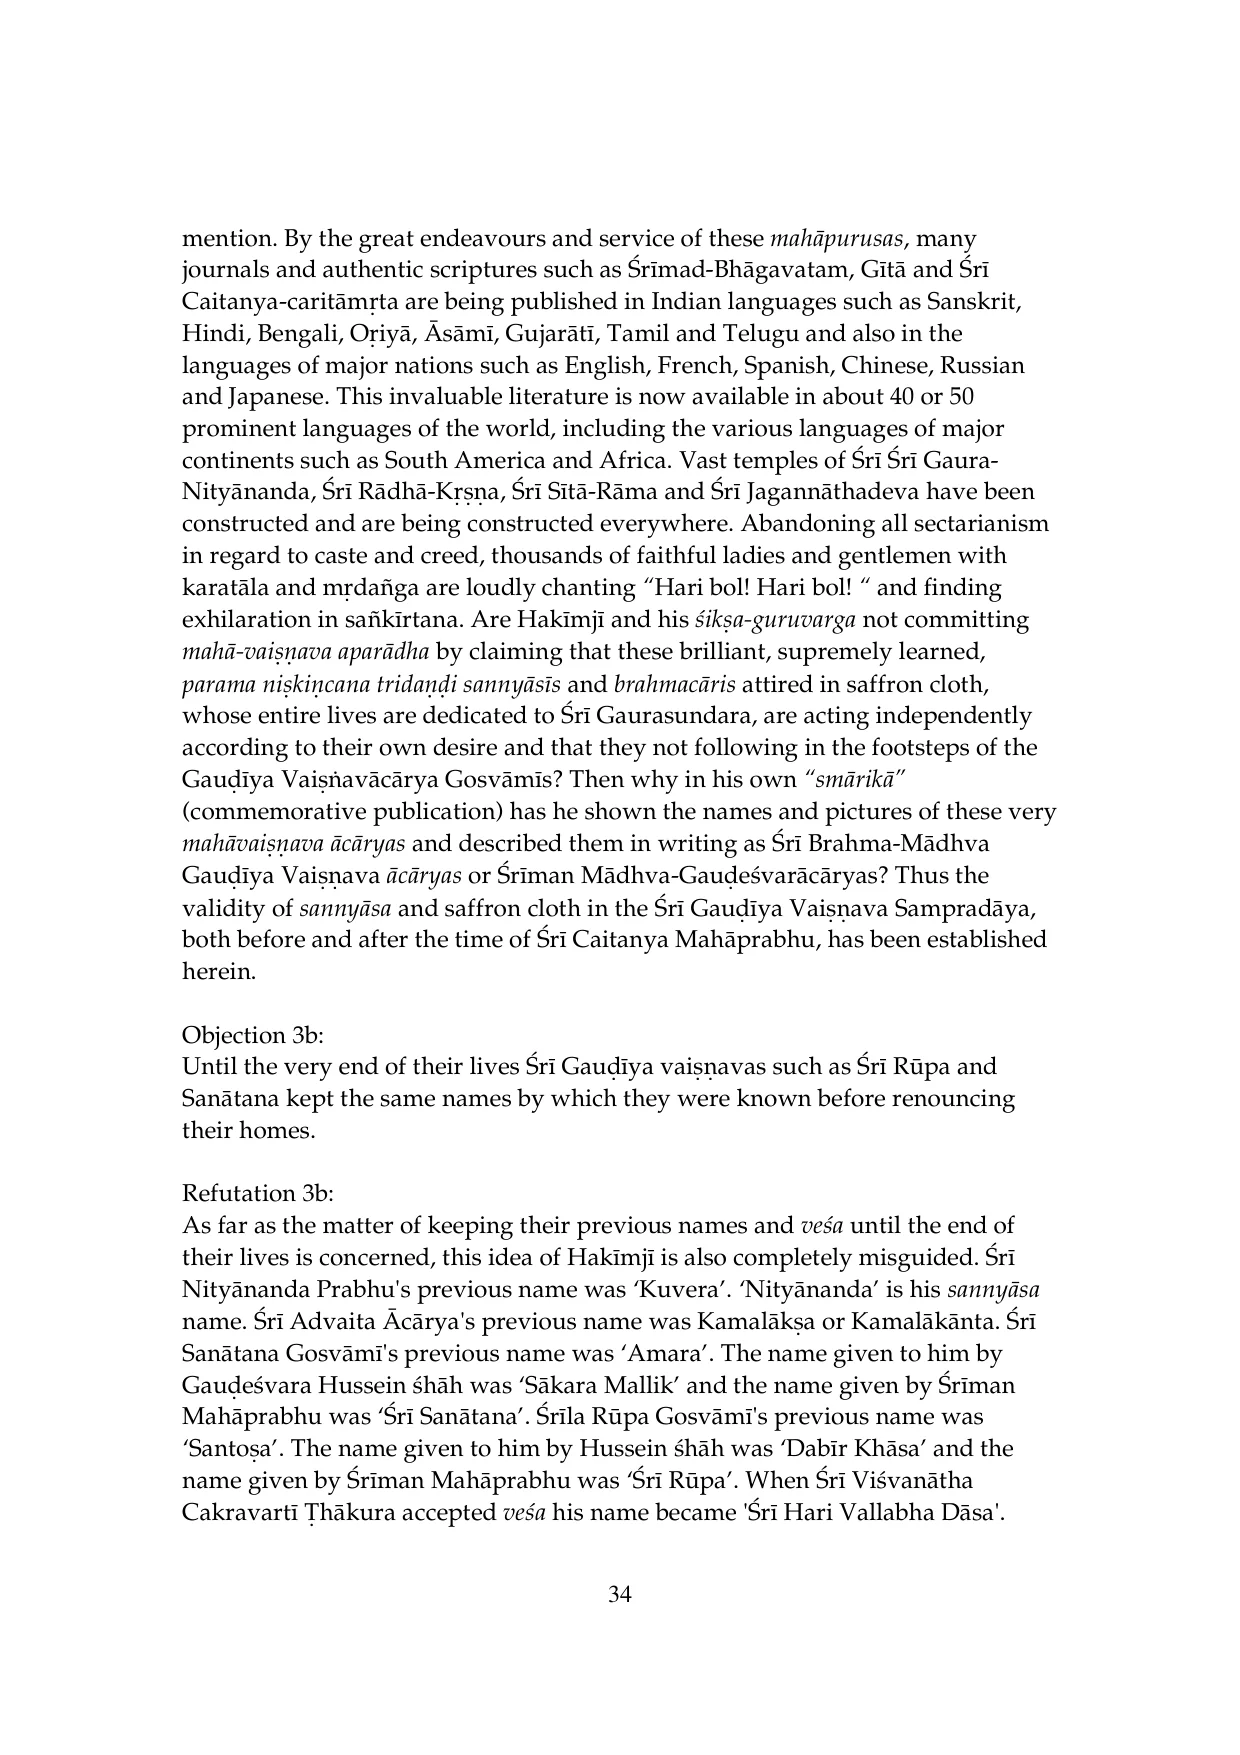 mention. By the great endeavours and service of these mahāpurusas, many
journals and authentic scriptures such as Śrīmad-Bhāgavatam, Gītā and Śrī
Caitanya-caritāmṛta are being published in Indian languages such as Sanskrit,
Hindi, Bengali, Oṛiyā, Āsāmī, Gujarātī, Tamil and Telugu and also in the
languages of major nations such as English, French, Spanish, Chinese, Russian
and Japanese. This invaluable literature is now available in about 40 or 50
prominent languages of the world, including the various languages of major
continents such as South America and Africa. Vast temples of Śrī Śrī Gaura-
Nityānanda, Śrī Rādhā-Kṛṣṇa, Śrī Sītā-Rāma and Śrī Jagannāthadeva have been
constructed and are being constructed everywhere. Abandoning all sectarianism
in regard to caste and creed, thousands of faithful ladies and gentlemen with
karatāla and mṛdañga are loudly chanting “Hari bol! Hari bol! “ and finding
exhilaration in sañkīrtana. Are Hakīmjī and his śikṣa-guruvarga not committing
mahā-vaiṣṇava aparādha by claiming that these brilliant, supremely learned,
parama niṣkiṇcana tridaṇḍi sannyāsīs and brahmacāris attired in saffron cloth,
whose entire lives are dedicated to Śrī Gaurasundara, are acting independently
according to their own desire and that they not following in the footsteps of the
Gauḍīya Vaiṣṅavācārya Gosvāmīs? Then why in his own “smārikā”
(commemorative publication) has he shown the names and pictures of these very
mahāvaiṣṇava ācāryas and described them in writing as Śrī Brahma-Mādhva
Gauḍīya Vaiṣṇava ācāryas or Śrīman Mādhva-Gauḍeśvarācāryas? Thus the
validity of sannyāsa and saffron cloth in the Śrī Gauḍīya Vaiṣṇava Sampradāya,
both before and after the time of Śrī Caitanya Mahāprabhu, has been established
herein.
Objection 3b:
Until the very end of their lives Śrī Gauḍīya vaiṣṇavas such as Śrī Rūpa and
Sanātana kept the same names by which they were known before renouncing
their homes.
Refutation 3b:
As far as the matter of keeping their previous names and veśa until the end of
their lives is concerned, this idea of Hakīmjī is also completely misguided. Śrī
Nityānanda Prabhu's previous name was ‘Kuvera’. ‘Nityānanda’ is his sannyāsa
name. Śrī Advaita Ācārya's previous name was Kamalākṣa or Kamalākānta. Śrī
Sanātana Gosvāmī's previous name was ‘Amara’. The name given to him by
Gauḍeśvara Hussein śhāh was ‘Sākara Mallik’ and the name given by Śrīman
Mahāprabhu was ‘Śrī Sanātana’. Śrīla Rūpa Gosvāmī's previous name was
‘Santoṣa’. The name given to him by Hussein śhāh was ‘Dabīr Khāsa’ and the
name given by Śrīman Mahāprabhu was ‘Śrī Rūpa’. When Śrī Viśvanātha
Cakravartī Ṭhākura accepted veśa his name became 'Śrī Hari Vallabha Dāsa'.
34